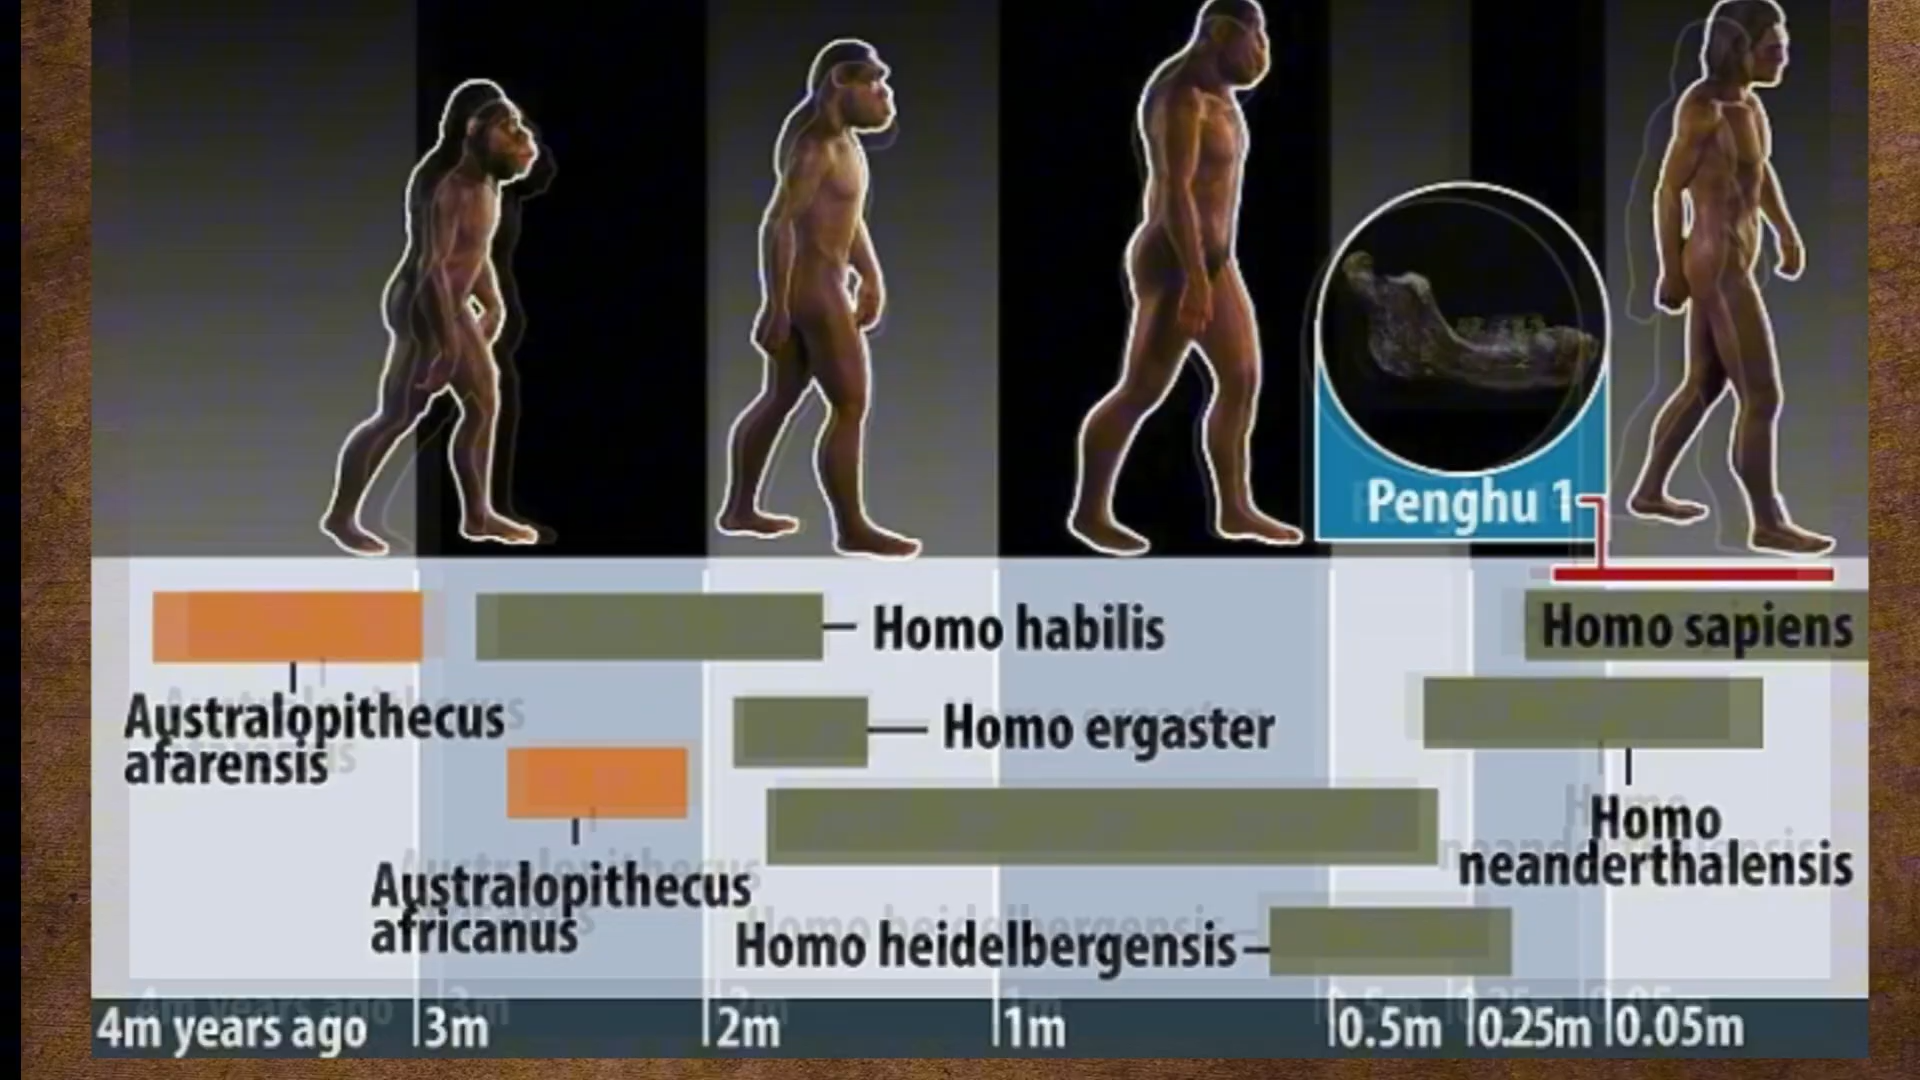 Penghu 1
Homo habilis
Homo sapiens
Australopithecus
afarensis
Homo ergaster
Homo
neanderthalensis
Australopithecus
africanus
Homo heidelbergensis
4m years ago
3m
2m
1m
0.5m
0.25m
0.05m